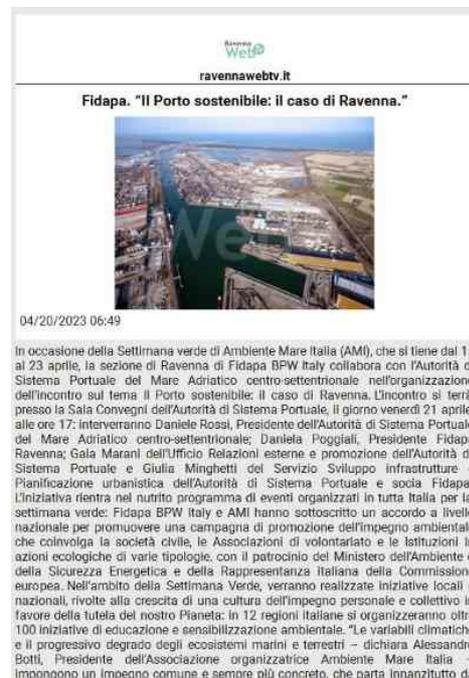 Ravenna
Web
ravennawebtv.it
Fidapa. “Il Porto sostenibile: il caso di Ravenna.”
Web
04/20/2023 06:49
In occasione della Settimana verde di Ambiente Mare Italia (AMI), che si tiene dal 1
al 23 aprile, la sezione di Ravenna di Fidapa BPW Italy collabora con l'Autorità d
Sistema Portuale del Mare Adriatico centro-settentrionale nell'organizzazione
dell'incontro sul tema Il Porto sostenibile: il caso di Ravenna. L'incontro si terrà
presso la Sala Convegni dell'Autorità di Sistema Portuale, il giorno venerdì 21 aprile
alle ore 17: interverranno Daniele Rossi, Presidente dell'Autorità di Sistema Portuale
del Mare Adriatico centro-settentrionale; Daniela Poggiali, Presidente Fidapa
Ravenna; Gaia Marani dell'Ufficio Relazioni esterne e promozione dell'Autorità d
Sistema Portuale e Giulia Minghetti del Servizio Sviluppo infrastrutture
Pianificazione urbanistica dell'Autorità di Sistema Portuale e socia Fidapa.
L'iniziativa rientra nel nutrito programma di eventi organizzati in tutta Italia per la
settimana verde: Fidapa BPW Italy e AMI hanno sottoscritto un accordo a livello
nazionale per promuovere una campagna di promozione dell'impegno ambientale
che coinvolga la società civile, le Associazioni di volontariato e le Istituzioni i
azioni ecologiche di varie tipologie, con il patrocinio del Ministero dell'Ambiente e
della Sicurezza Energetica e della Rappresentanza italiana della Commissione
europea. Nell'ambito della Settimana Verde, verranno realizzate iniziative locali
nazionali, rivolte alla crescita di una cultura dell'impegno personale e collettivo i
favore della tutela del nostro Pianeta: in 12 regioni italiane si organizzeranno oltre
100 iniziative di educazione e sensibilizzazione ambientale. “Le variabili climatiche
e il progressivo degrado degli ecosistemi marini e terrestri – dichiara Alessandro
Botti, Presidente dell'Associazione organizzatrice Ambiente Mare Italia
impongono un impegno comune e sempre più concreto, che parta innanzitutto d